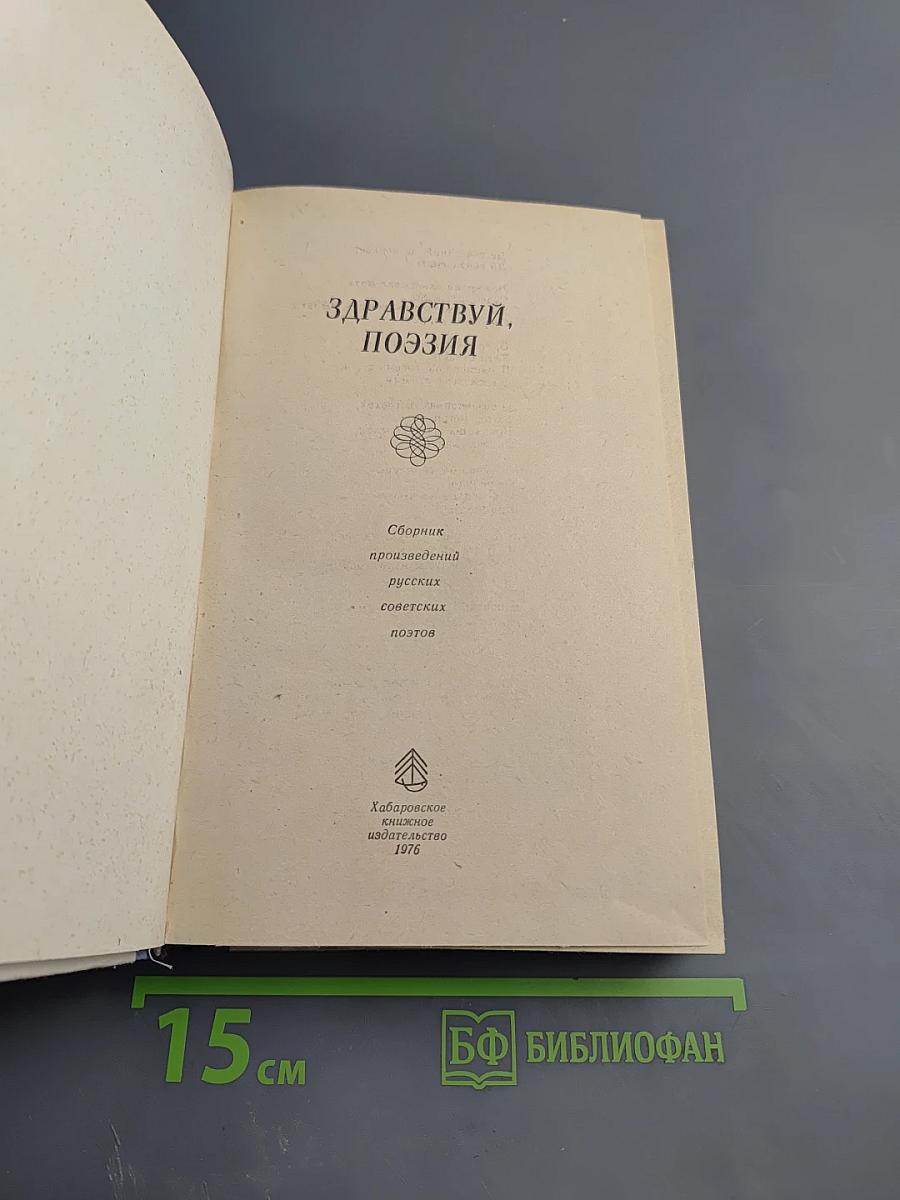 ЗДРАВСТВУЙ,
ПОЭЗИЯ
Сборник
произведений
русских
советских
поэтов
Хабаровское
книжное
издательство
1976
15 см
БФ БИБЛИОФАН